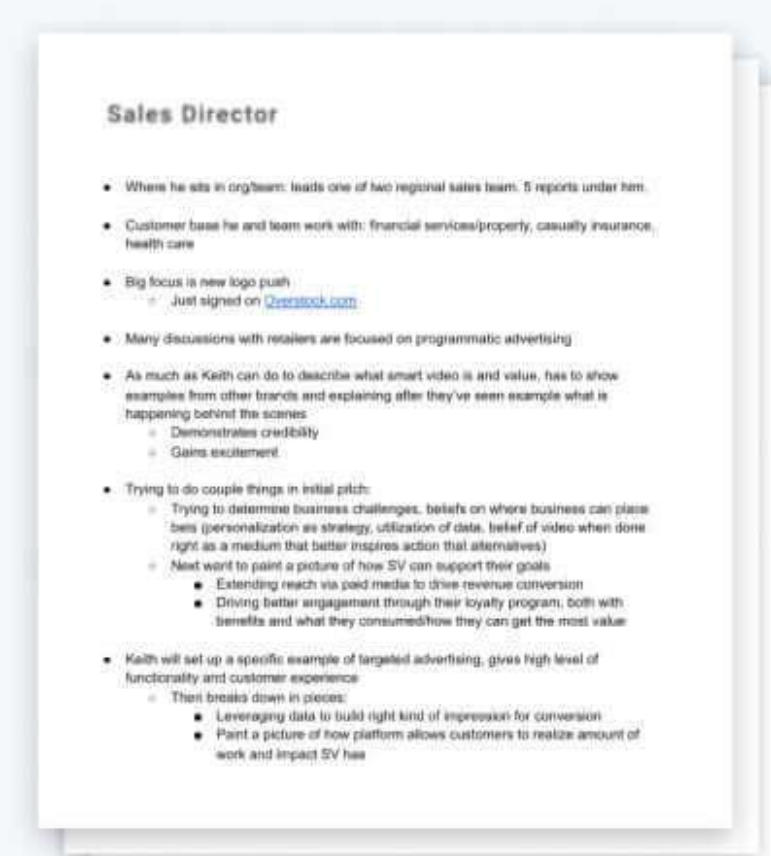 Sales Director
● Where he sits in org/team: leads one of two regional sales team. 5 reports under him.
● Customer base he and team work with: financial services/property, casualty insurance,
health care
● Big focus is new logo push
○ Just signed on Overstock.com
● Many discussions with retailers are focused on programmatic advertising
● As much as Keith can do to describe what smart video is and value, has to show
examples from other brands and explaining after they've seen example what is
happening behind the scenes
○ Demonstrates credibility
○ Gains excitement
● Trying to do couple things in initial pitch:
○ Trying to determine business challenges, beliefs on where business can place
bets (personalization as strategy, utilization of data, belief of video when done
right as a medium that better inspires action that alternatives)
○ Next want to paint a picture of how SV can support their goals
■ Extending reach via paid media to drive revenue conversion
■ Driving better engagement through their loyalty program, both with
benefits and what they consumed/how they can get the most value
● Keith will set up a specific example of targeted advertising, gives high level of
functionality and customer experience
○ Then breaks down in pieces:
■ Leveraging data to build right kind of impression for conversion
■ Paint a picture of how platform allows customers to realize amount of
work and impact SV has